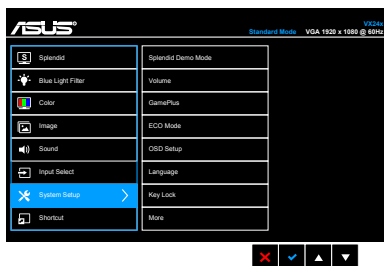 ASUS
VX24x
Standard Mode VGA 1920 x 1080 @ 60Hz
S Splendid
Blue Light Filter
Color
Image
Sound
Input Select
System Setup
Shortcut
Splendid Demo Mode
Volume
GamePlus
ECO Mode
OSD Setup
Language
Key Lock
More